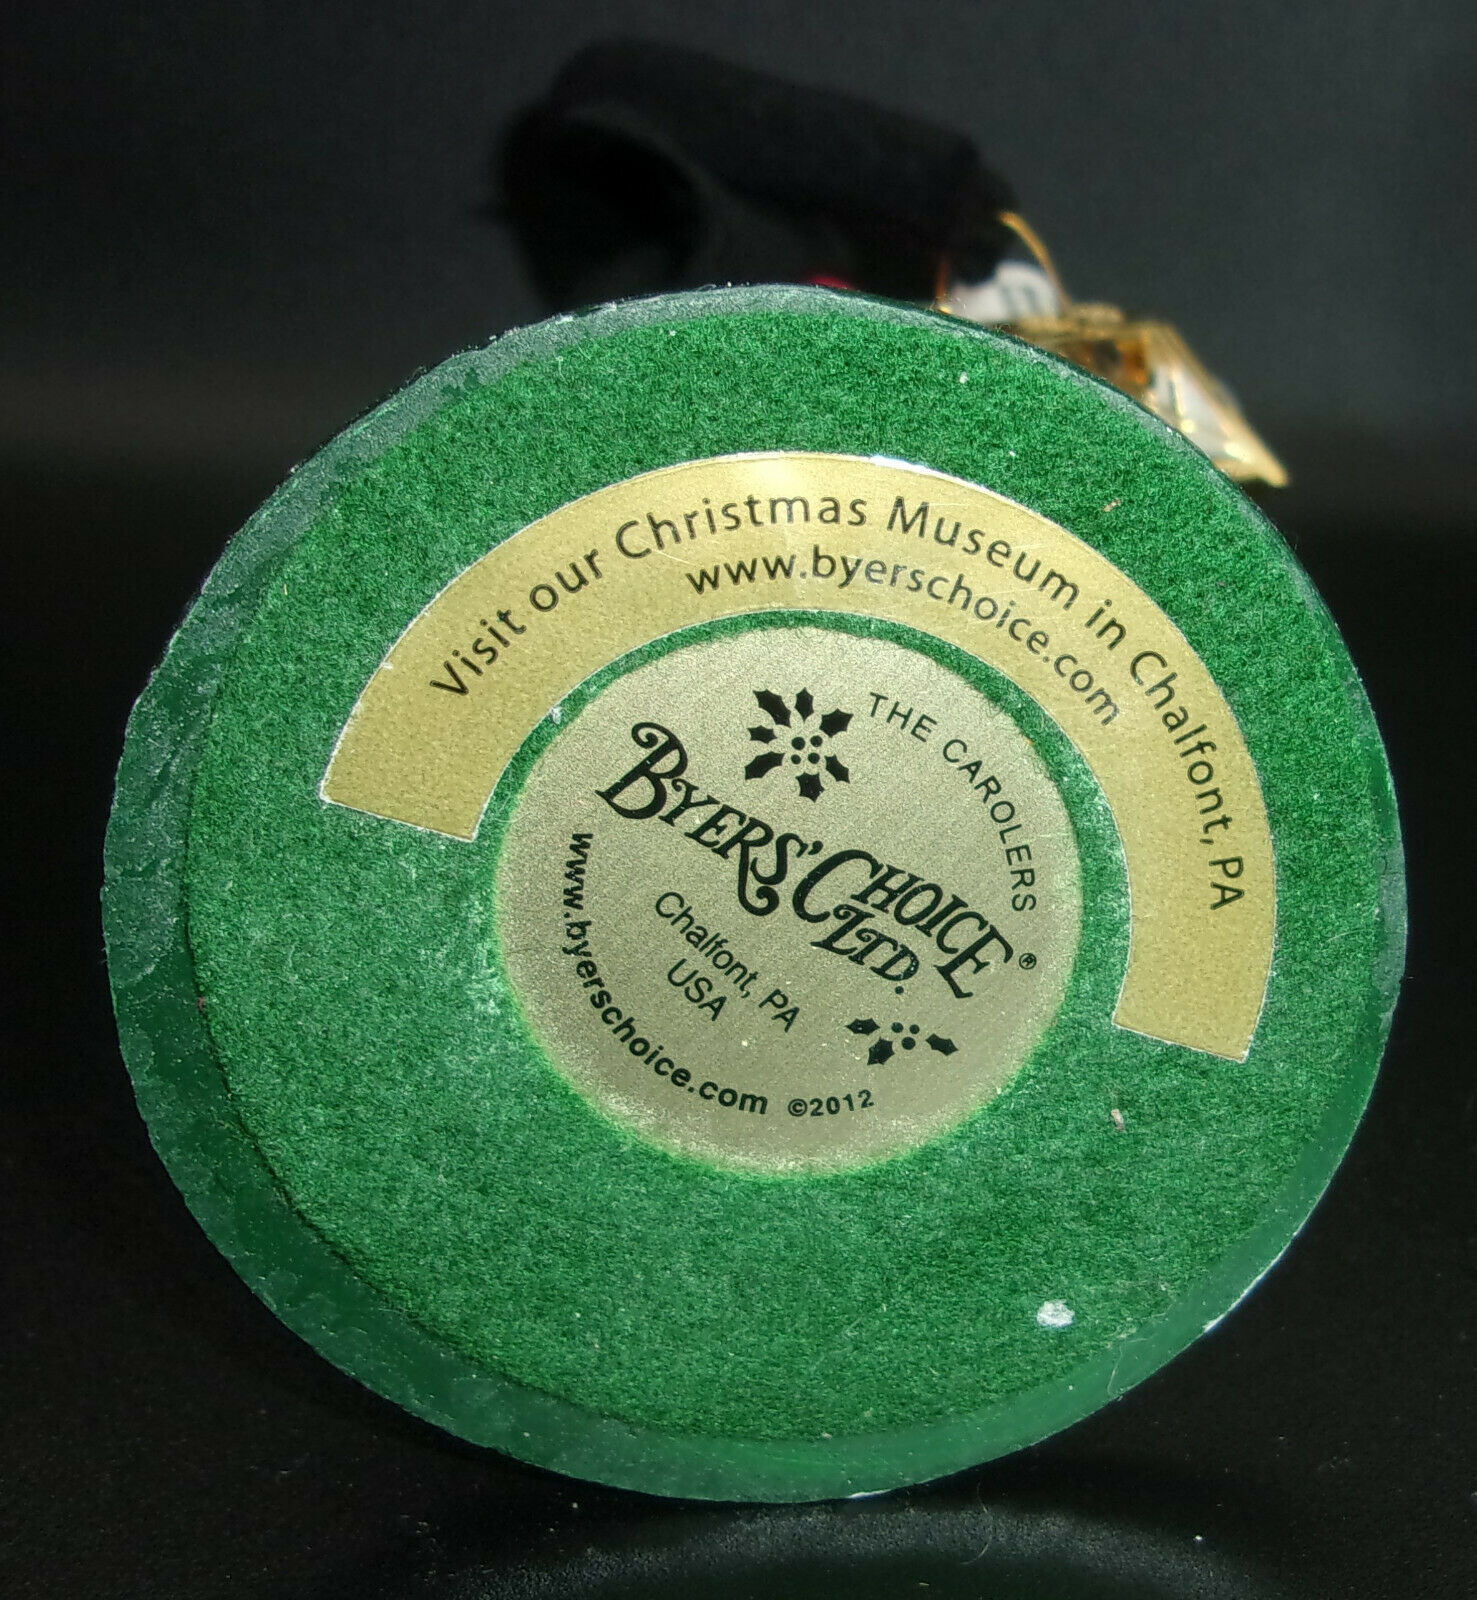 Visit our Christmas Museum in Chalfont, PA
www.byerschoice.com
THE CAROLERS
BYERS' CHOICE®
LTD.
Chalfont, PA
USA
www.byerschoice.com ©2012